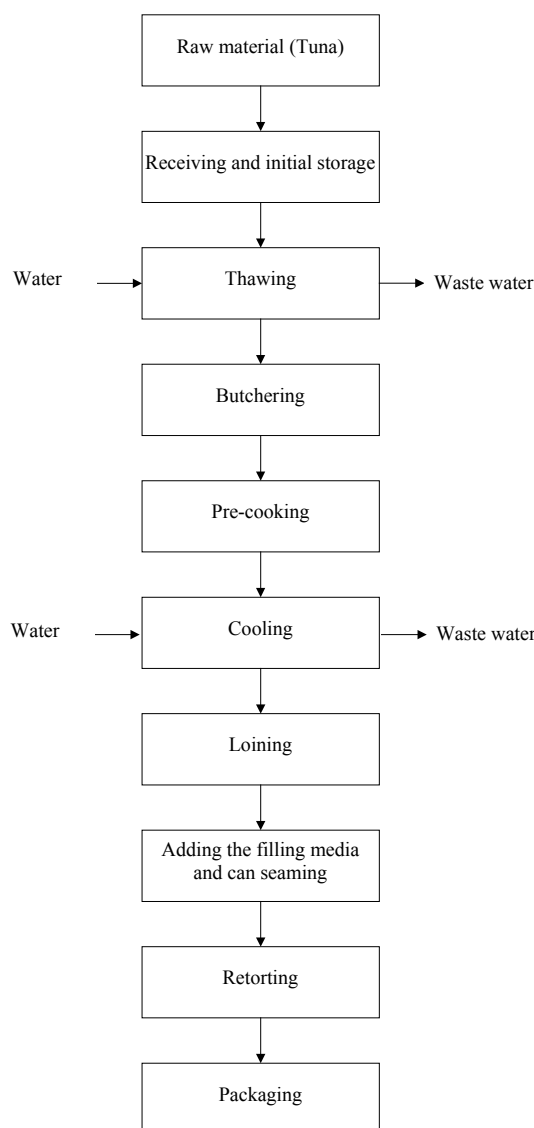 Raw material (Tuna)
Receiving and initial storage
Water
Thawing
Waste water
Butchering
Pre-cooking
Water
Cooling
Waste water
Loining
Adding the filling media
and can seaming
Retorting
Packaging